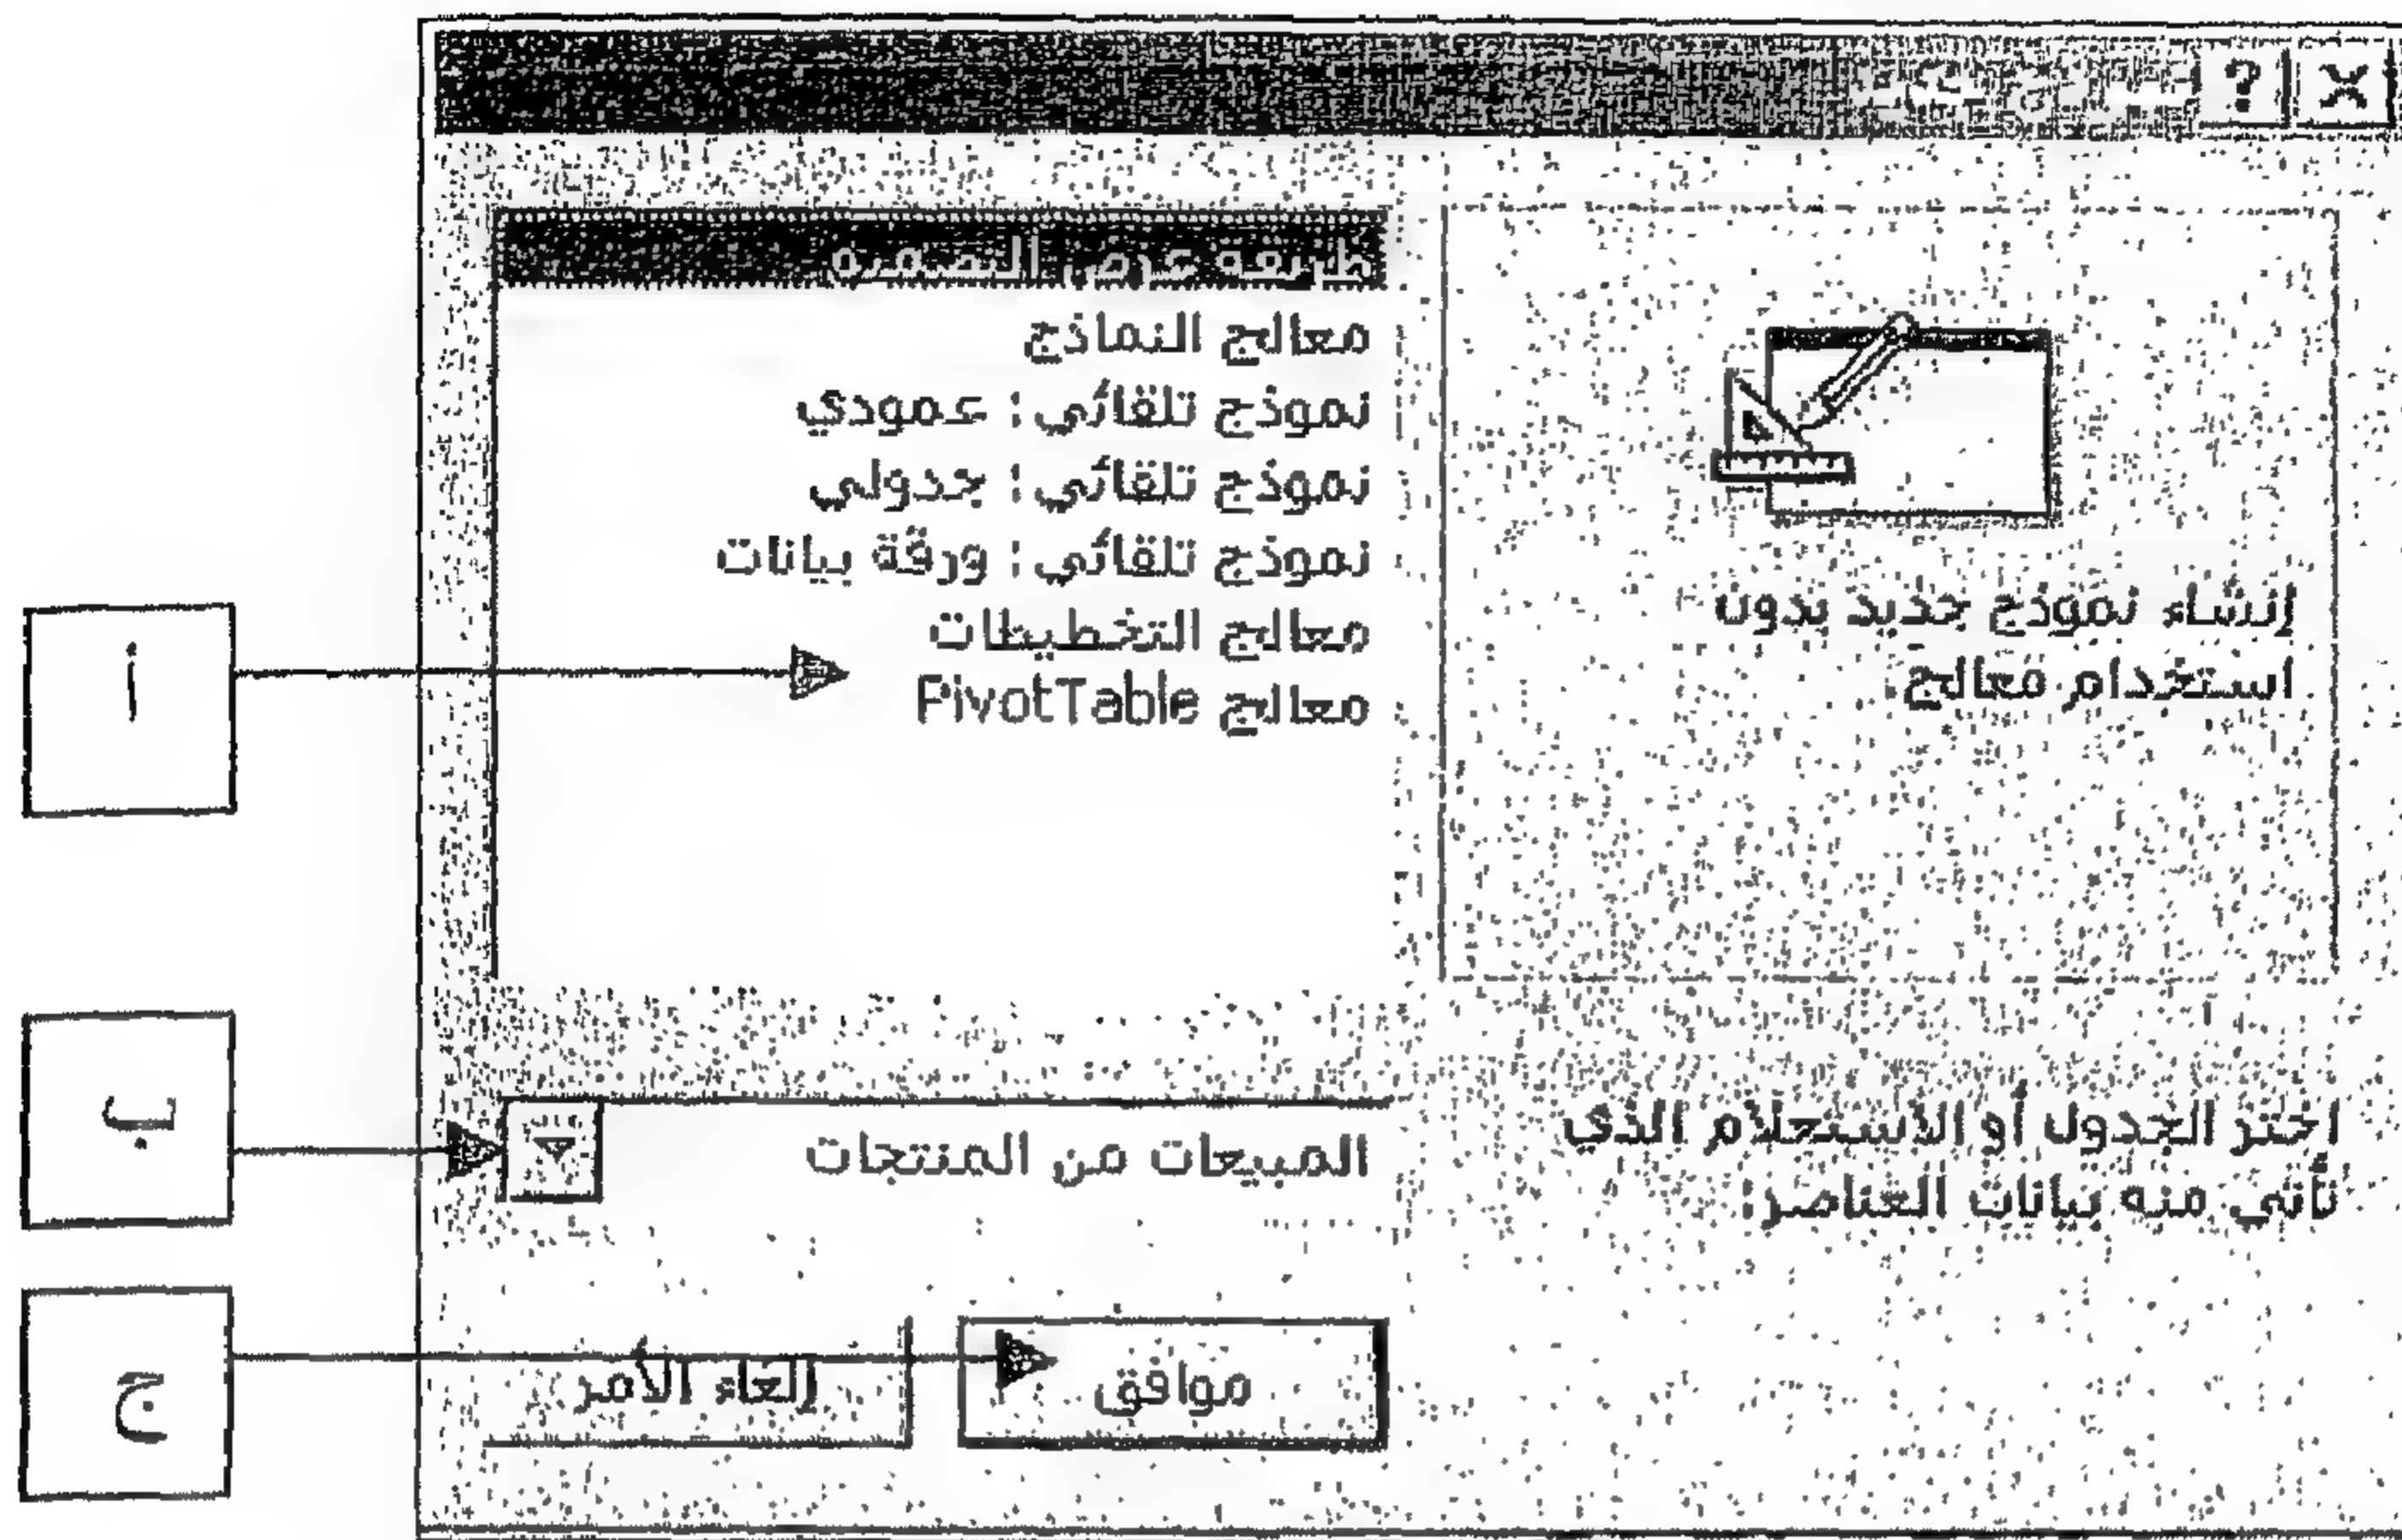 طريقة عرض التصميم
معالج النماذج
نموذج تلقائي: عمودي
نموذج تلقائي: جدولي
نموذج تلقائي: ورقة بيانات
معالج التخطيطات
معالج PivotTable
إنشاء نموذج جديد بدون
استخدام معالج.
اختر الجدول أو الاستعلام الذي
تأتي منه بيانات العناصر:
المبيعات من المنتجات
موافق
إلغاء الأمر
أ
ب
ج